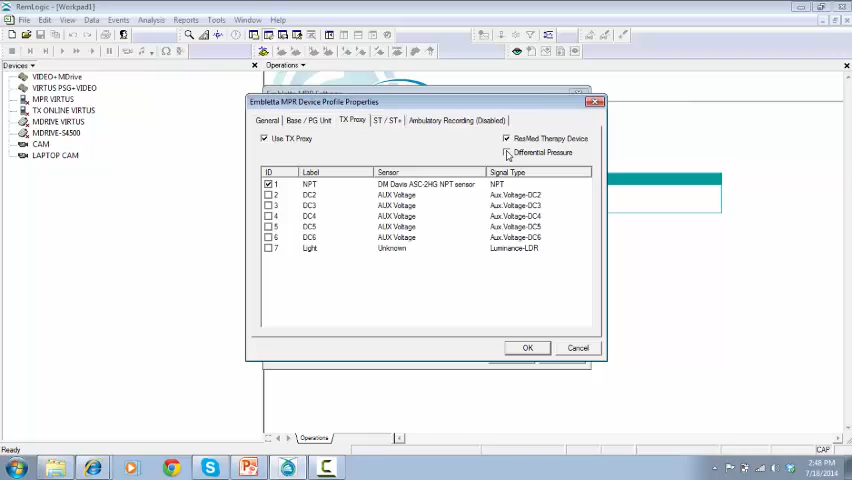 RemLogic - [Workpad1]
File Edit View Data Events Analysis Reports Tools Window Help
Devices
Operations
VIDEO+MDrive
VIRTUS PSG+VIDEO
MPR VIRTUS
TX ONLINE VIRTUS
MDRIVE VIRTUS
MDRIVE-S4500
CAM
LAPTOP CAM
Embletta MPR Device Profile Properties
General Base / PG Unit TX Proxy ST / ST+ Ambulatory Recording (Disabled)
Use TX Proxy
ResMed Therapy Device
Differential Pressure
ID Label Sensor Signal Type
1 NPT DM Davis ASC-2HG NPT sensor NPT
2 DC2 AUX Voltage Aux.Voltage-DC2
3 DC3 AUX Voltage Aux.Voltage-DC3
4 DC4 AUX Voltage Aux.Voltage-DC4
5 DC5 AUX Voltage Aux.Voltage-DC5
6 DC6 AUX Voltage Aux.Voltage-DC6
7 Light Unknown Luminance-LDR
OK Cancel
Operations
Ready
CAP
2:48 PM
7/18/2014